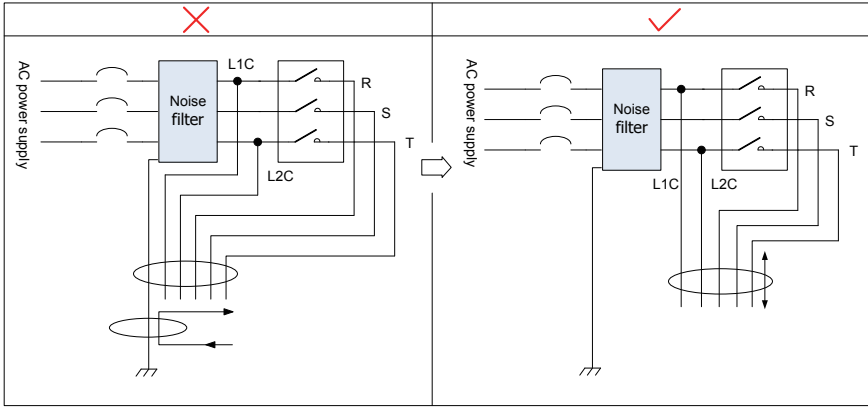 AC power supply
Noise
filter
L1C
L2C
R
S
T
AC power supply
Noise
filter
L1C
L2C
R
S
T